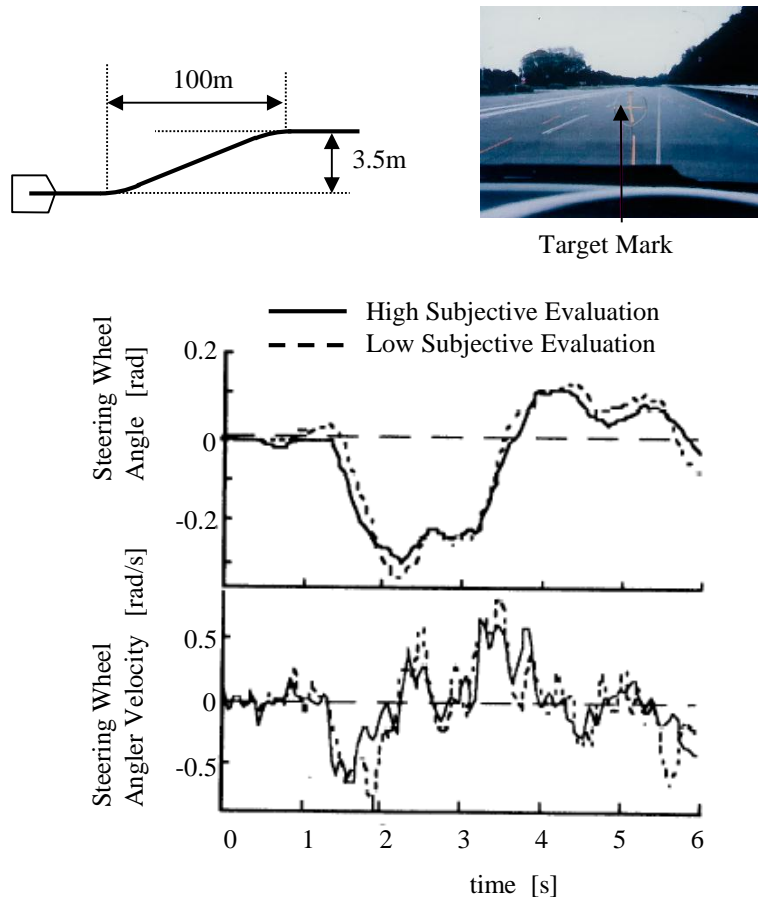 100m
3.5m
Target Mark
High Subjective Evaluation
Low Subjective Evaluation
Steering Wheel
Angle [rad]
0.2
0
-0.2
Steering Wheel
Angler Velocity [rad/s]
0.5
0
-0.5
0 1 2 3 4 5 6
time [s]